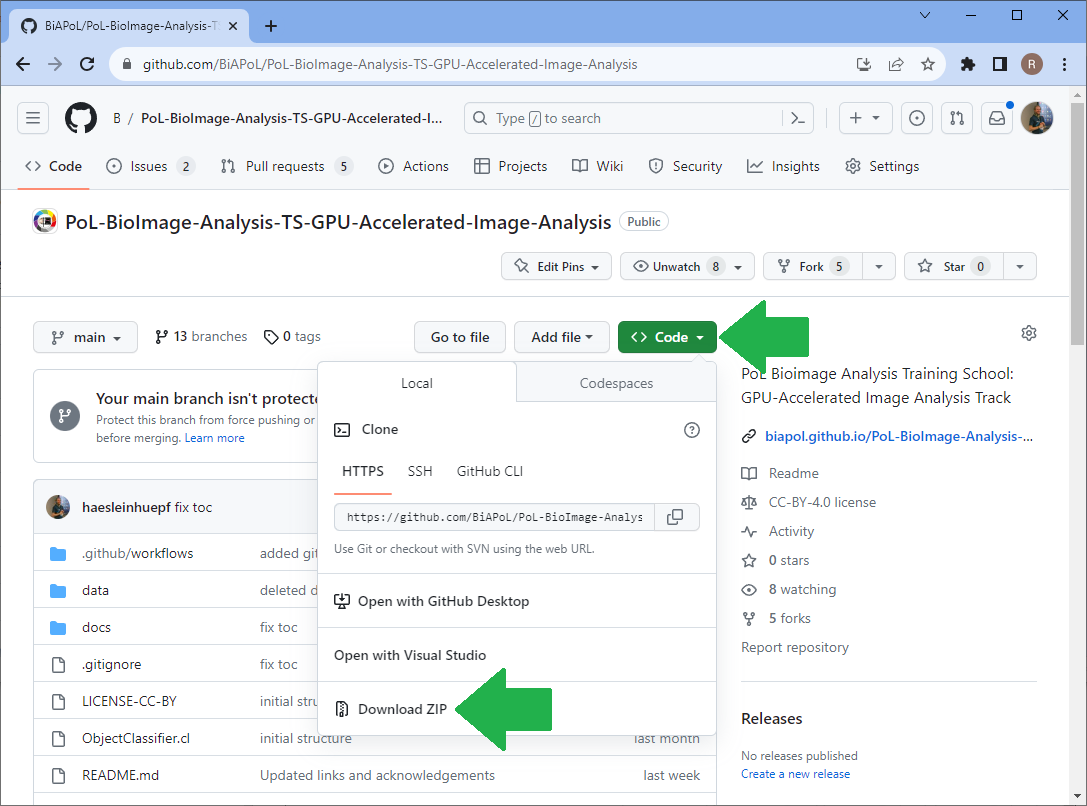 BiAPoL/PoL-BioImage-Analysis-TS
github.com/BiAPoL/PoL-BioImage-Analysis-TS-GPU-Accelerated-Image-Analysis
R
B / PoL-BioImage-Analysis-TS-GPU-Accelerated-I...
Type / to search
Code
Issues 2
Pull requests 5
Actions
Projects
Wiki
Security
Insights
Settings
PoL-BioImage-Analysis-TS-GPU-Accelerated-Image-Analysis Public
Edit Pins
Unwatch 8
Fork 5
Star 0
main
13 branches
0 tags
Go to file
Add file
Code
Your main branch isn't protecte
Protect this branch from force pushing or
before merging. Learn more
haesleinhuepf fix toc
.github/workflows added git
data deleted d
docs fix toc
.gitignore fix toc
LICENSE-CC-BY initial stru
ObjectClassifier.cl initial structure last month
README.md Updated links and acknowledgements last week
Local
Codespaces
Clone
HTTPS
SSH
GitHub CLI
https://github.com/BiAPoL/PoL-BioImage-Analys
Use Git or checkout with SVN using the web URL.
Open with GitHub Desktop
Open with Visual Studio
Download ZIP
PoL Bioimage Analysis Training School:
GPU-Accelerated Image Analysis Track
biapol.github.io/PoL-BioImage-Analysis-...
Readme
CC-BY-4.0 license
Activity
0 stars
8 watching
5 forks
Report repository
Releases
No releases published
Create a new release